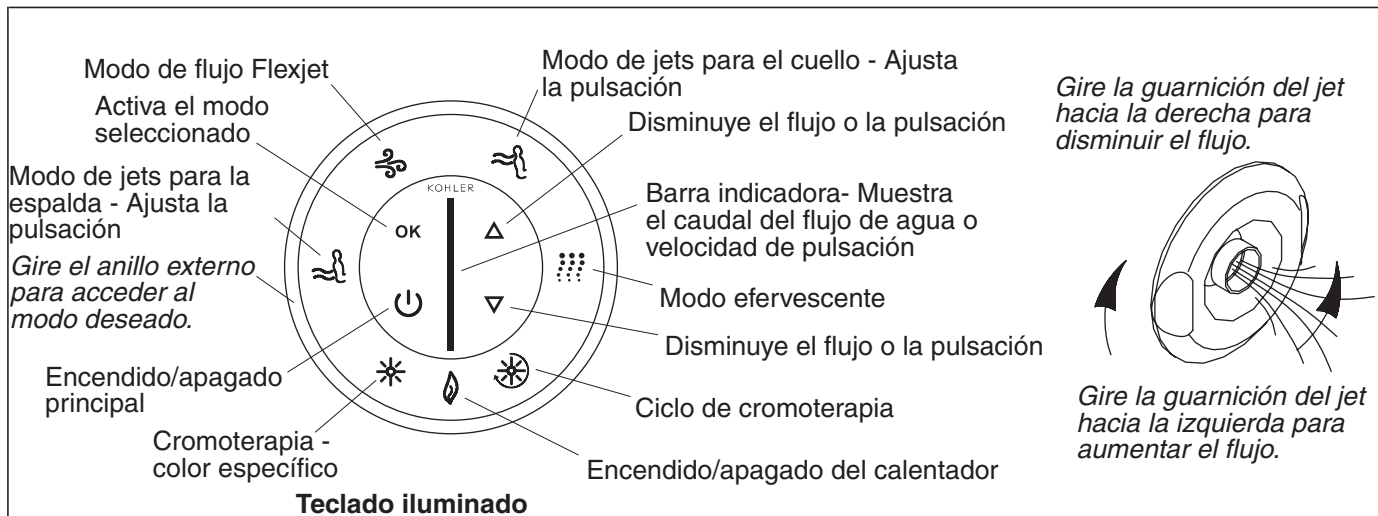 Modo de flujo Flexjet
Activa el modo
seleccionado
Modo de jets para la
espalda - Ajusta la
pulsación
Gire el anillo externo
para acceder al
modo deseado.
Encendido/apagado
principal
Cromoterapia -
color específico
Teclado iluminado
KOHLER
OK
Modo de jets para el cuello - Ajusta
la pulsación
Disminuye el flujo o la pulsación
Barra indicadora- Muestra
el caudal del flujo de agua o
velocidad de pulsación
Modo efervescente
Disminuye el flujo o la pulsación
Ciclo de cromoterapia
Encendido/apagado del calentador
Gire la guarnición del jet
hacia la derecha para
disminuir el flujo.
Gire la guarnición del jet
hacia la izquierda para
aumentar el flujo.